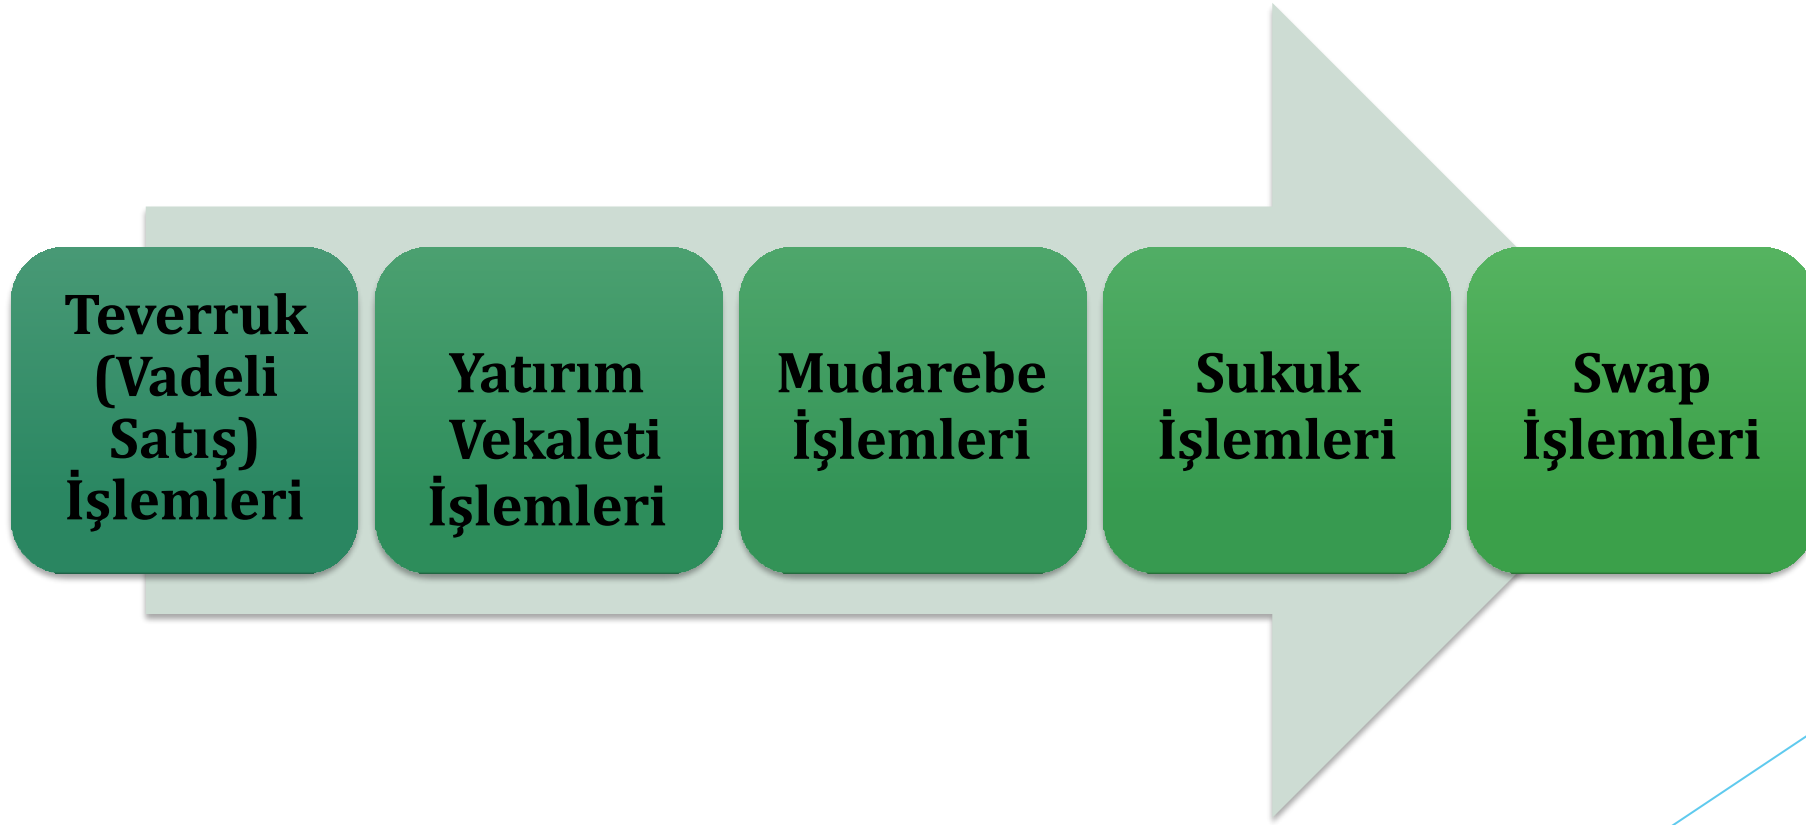 Teverruk
(Vadeli
Satış)
İşlemleri
Yatırım
Vekaleti
İşlemleri
Mudarebe
İşlemleri
Sukuk
İşlemleri
Swap
İşlemleri